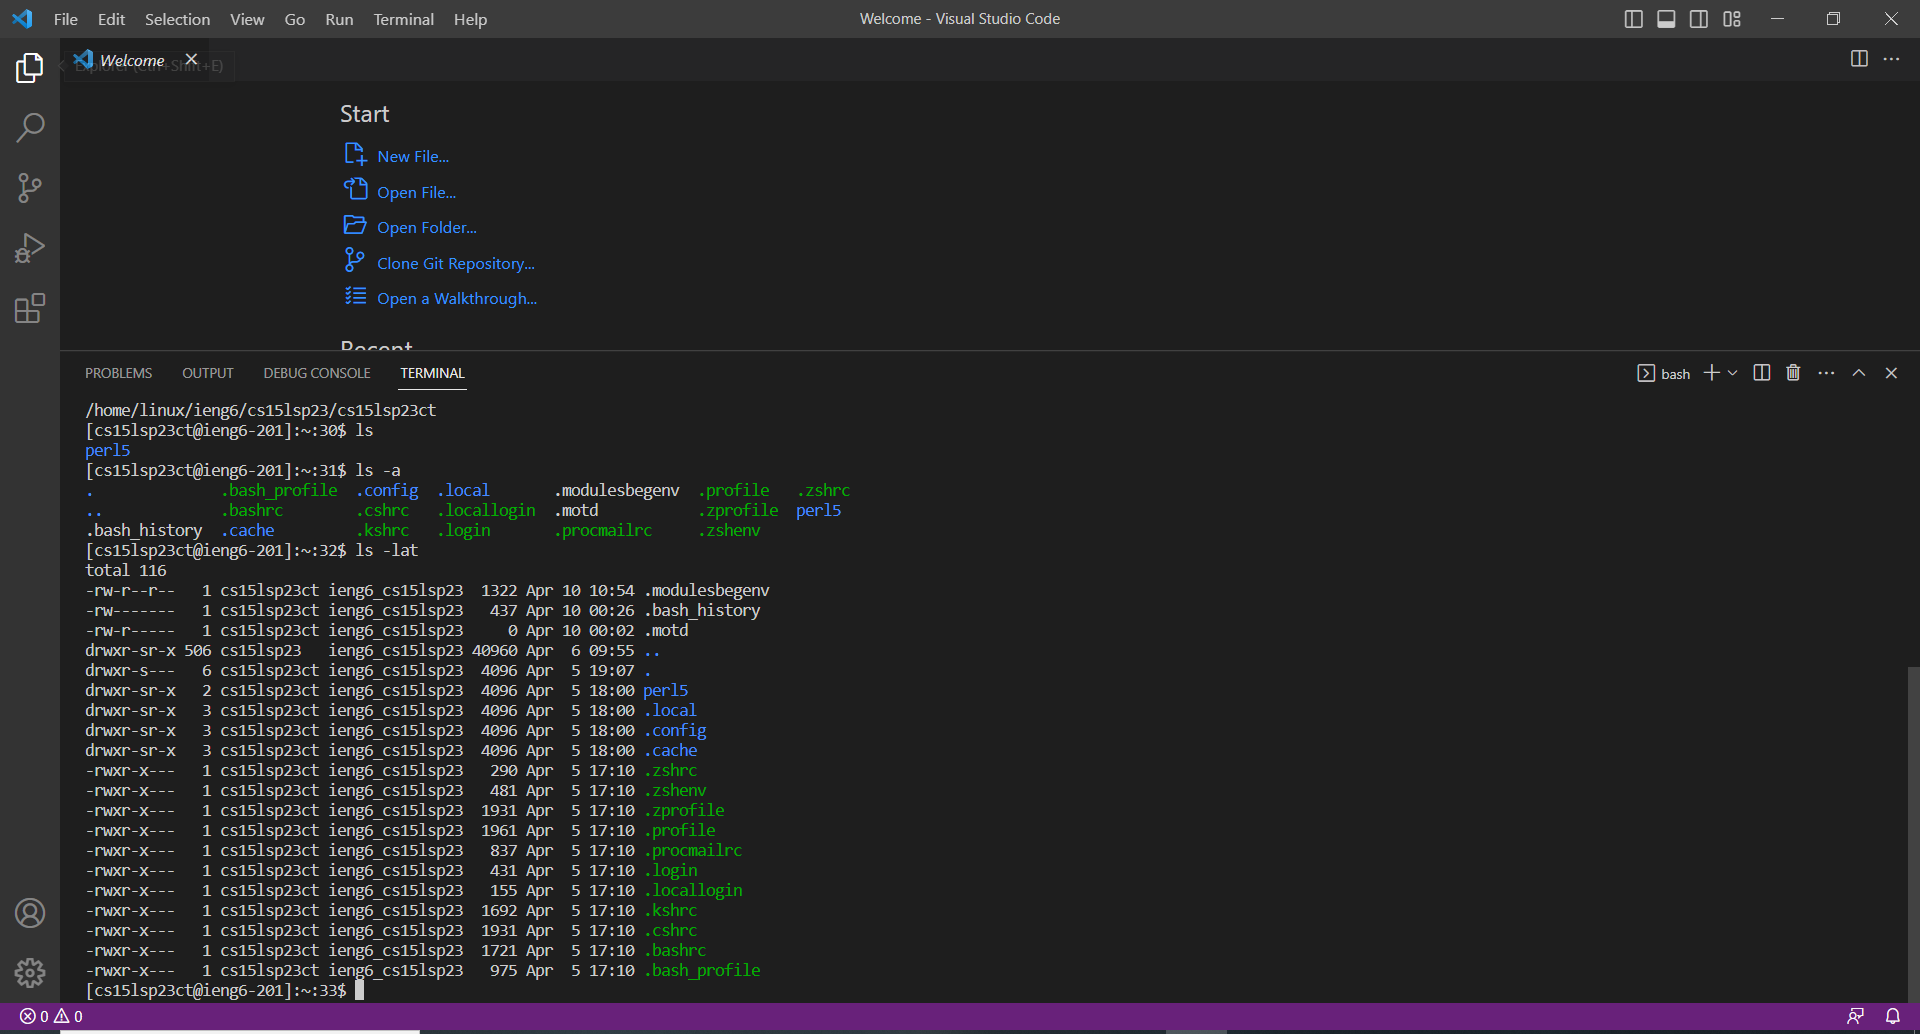 File Edit Selection View Go Run Terminal Help Welcome - Visual Studio Code
Welcome
Explorer (Ctrl+Shift+E)
Start
New File...
Open File...
Open Folder...
Clone Git Repository...
Open a Walkthrough...
Recent
PROBLEMS OUTPUT DEBUG CONSOLE TERMINAL bash
/home/linux/ieng6/cs15lsp23/cs15lsp23ct
[cs15lsp23ct@ieng6-201]:~:30$ ls
perl5
[cs15lsp23ct@ieng6-201]:~:31$ ls -a
. .bash_profile .config .local .modulesbegenv .profile .zshrc
.. .bashrc .cshrc .locallogin .motd .zprofile perl5
.bash_history .cache .kshrc .login .procmailrc .zshenv
[cs15lsp23ct@ieng6-201]:~:32$ ls -lat
total 116
-rw-r--r-- 1 cs15lsp23ct ieng6_cs15lsp23 1322 Apr 10 10:54 .modulesbegenv
-rw------- 1 cs15lsp23ct ieng6_cs15lsp23 437 Apr 10 00:26 .bash_history
-rw-r----- 1 cs15lsp23ct ieng6_cs15lsp23 0 Apr 10 00:02 .motd
drwxr-sr-x 506 cs15lsp23 ieng6_cs15lsp23 40960 Apr 6 09:55 ..
drwxr-s--- 6 cs15lsp23ct ieng6_cs15lsp23 4096 Apr 5 19:07 .
drwxr-sr-x 2 cs15lsp23ct ieng6_cs15lsp23 4096 Apr 5 18:00 perl5
drwxr-sr-x 3 cs15lsp23ct ieng6_cs15lsp23 4096 Apr 5 18:00 .local
drwxr-sr-x 3 cs15lsp23ct ieng6_cs15lsp23 4096 Apr 5 18:00 .config
drwxr-sr-x 3 cs15lsp23ct ieng6_cs15lsp23 4096 Apr 5 18:00 .cache
-rwxr-x--- 1 cs15lsp23ct ieng6_cs15lsp23 290 Apr 5 17:10 .zshrc
-rwxr-x--- 1 cs15lsp23ct ieng6_cs15lsp23 481 Apr 5 17:10 .zshenv
-rwxr-x--- 1 cs15lsp23ct ieng6_cs15lsp23 1931 Apr 5 17:10 .zprofile
-rwxr-x--- 1 cs15lsp23ct ieng6_cs15lsp23 1961 Apr 5 17:10 .profile
-rwxr-x--- 1 cs15lsp23ct ieng6_cs15lsp23 837 Apr 5 17:10 .procmailrc
-rwxr-x--- 1 cs15lsp23ct ieng6_cs15lsp23 431 Apr 5 17:10 .login
-rwxr-x--- 1 cs15lsp23ct ieng6_cs15lsp23 155 Apr 5 17:10 .locallogin
-rwxr-x--- 1 cs15lsp23ct ieng6_cs15lsp23 1692 Apr 5 17:10 .kshrc
-rwxr-x--- 1 cs15lsp23ct ieng6_cs15lsp23 1931 Apr 5 17:10 .cshrc
-rwxr-x--- 1 cs15lsp23ct ieng6_cs15lsp23 1721 Apr 5 17:10 .bashrc
-rwxr-x--- 1 cs15lsp23ct ieng6_cs15lsp23 975 Apr 5 17:10 .bash_profile
[cs15lsp23ct@ieng6-201]:~:33$
0 0